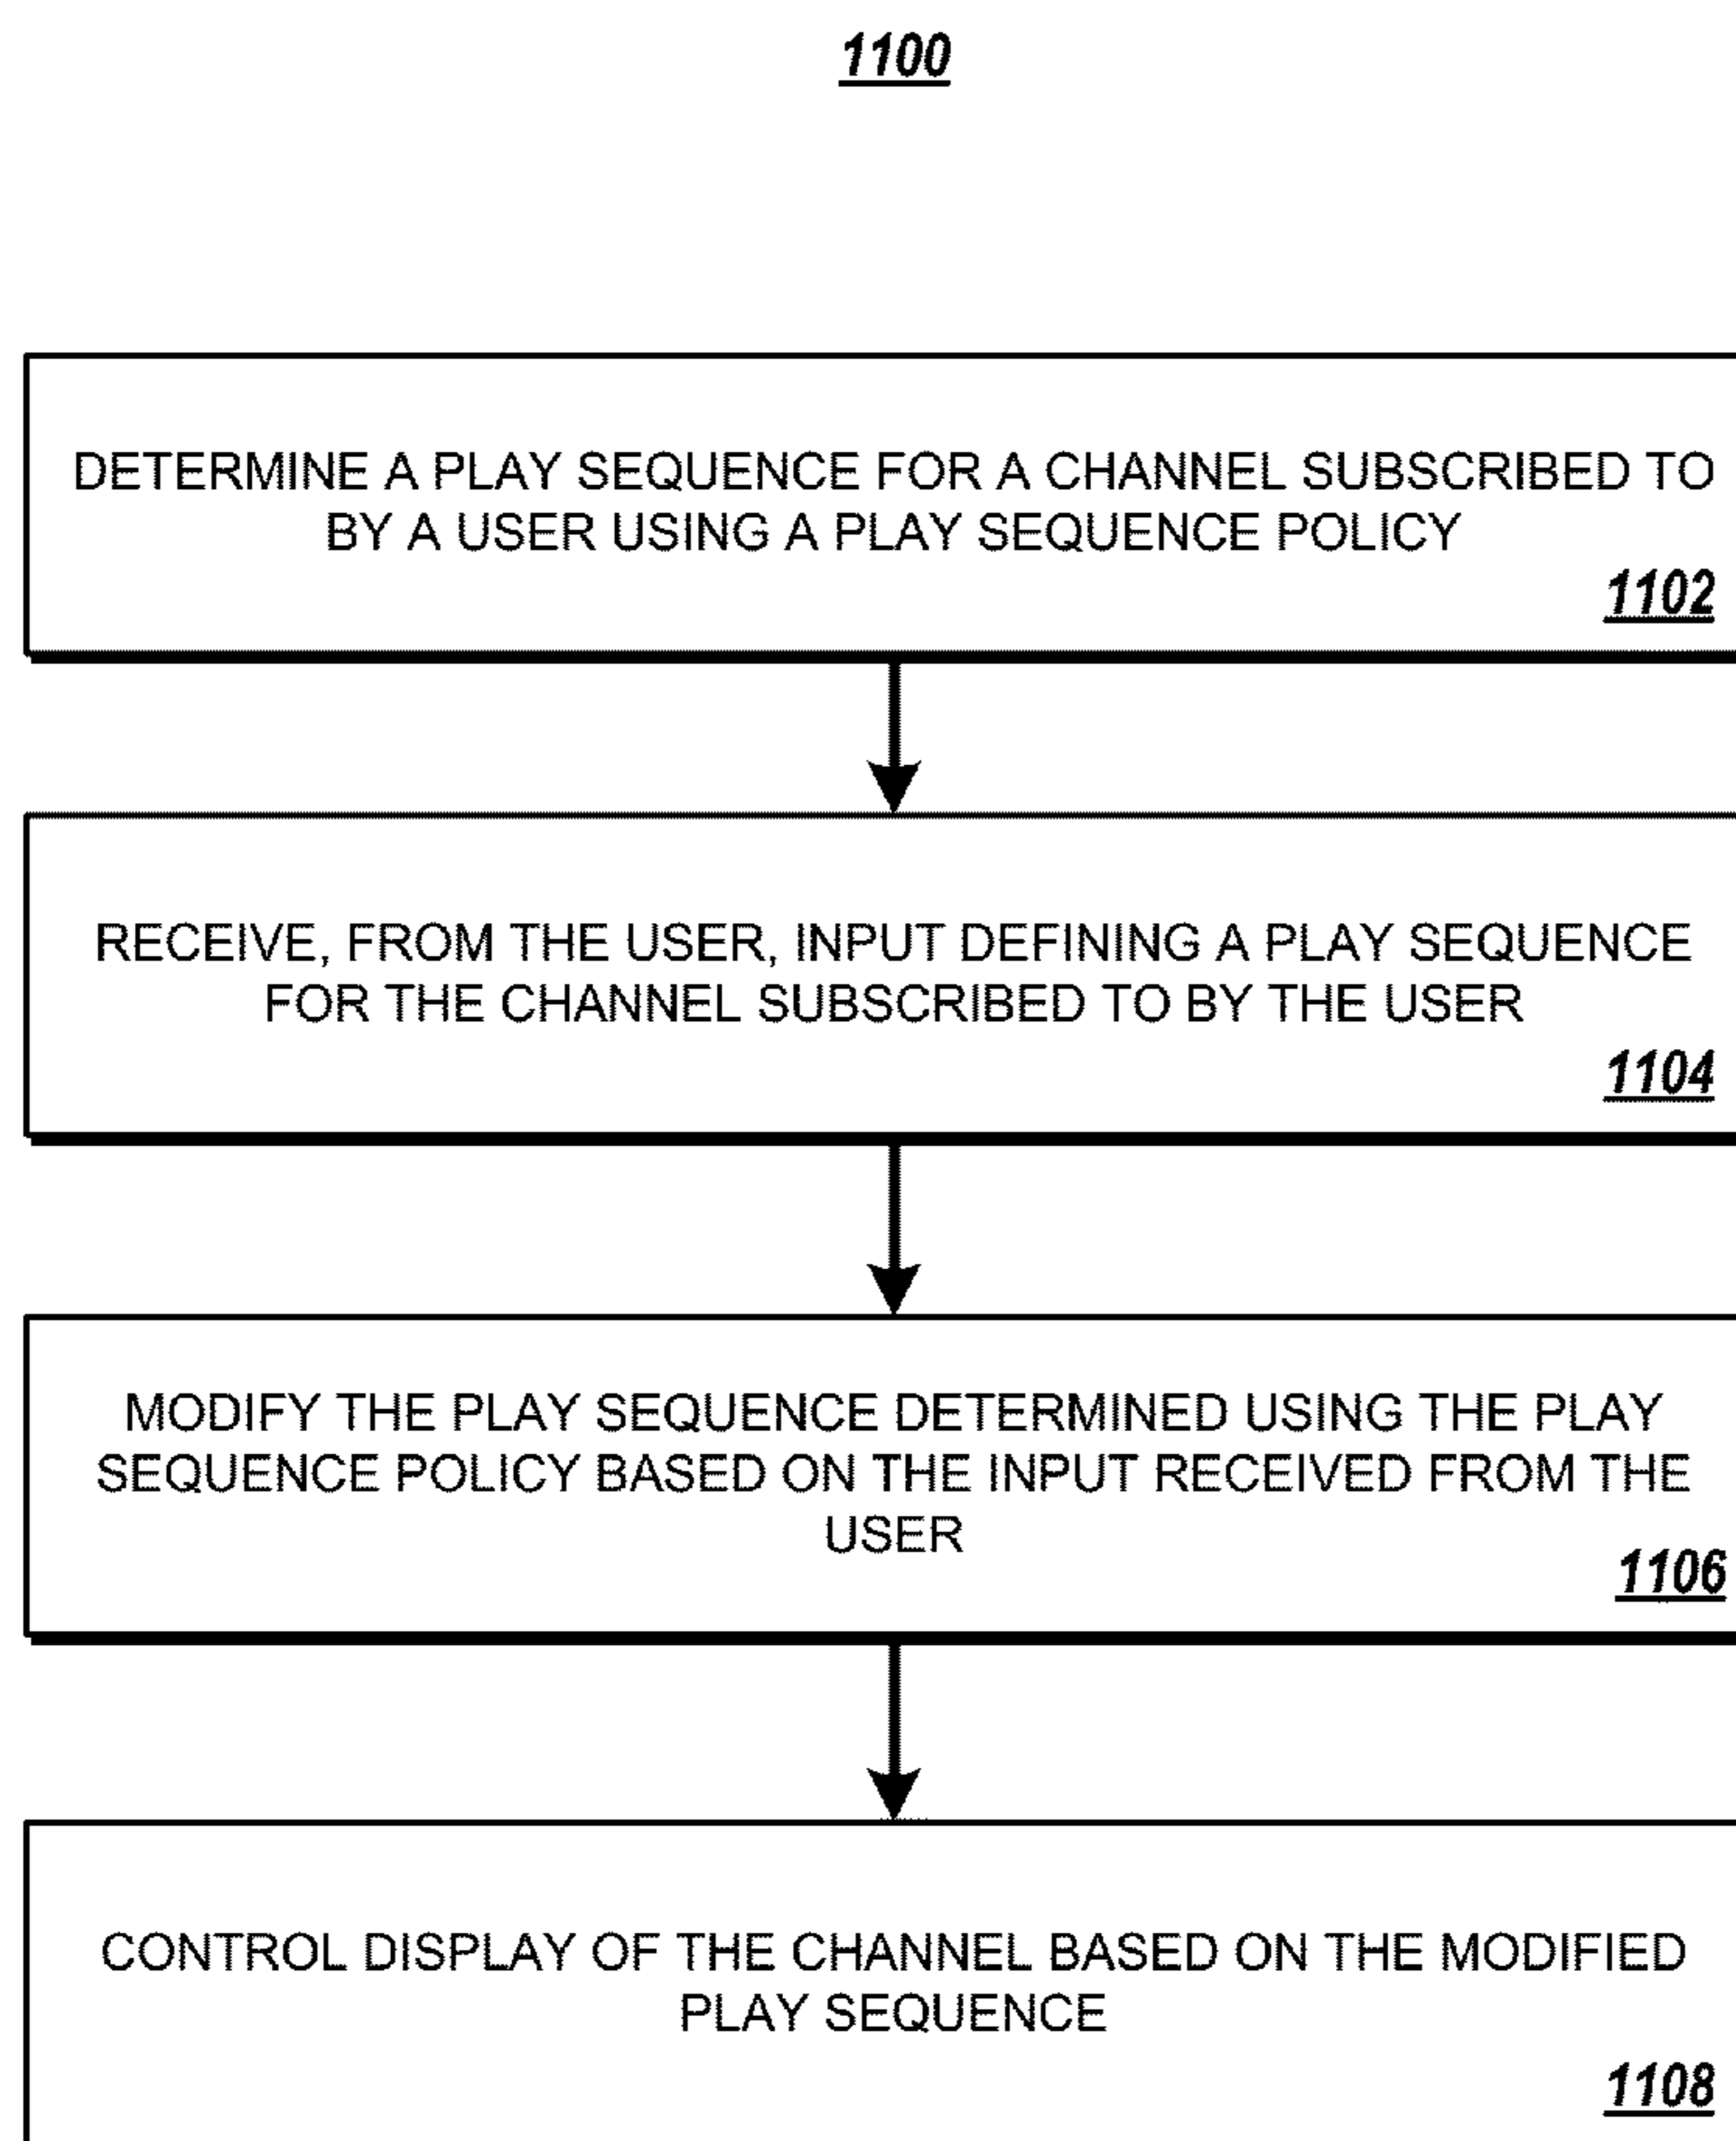 1100
DETERMINE A PLAY SEQUENCE FOR A CHANNEL SUBSCRIBED TO
BY A USER USING A PLAY SEQUENCE POLICY
1102
RECEIVE, FROM THE USER, INPUT DEFINING A PLAY SEQUENCE
FOR THE CHANNEL SUBSCRIBED TO BY THE USER
1104
MODIFY THE PLAY SEQUENCE DETERMINED USING THE PLAY
SEQUENCE POLICY BASED ON THE INPUT RECEIVED FROM THE
USER
1106
CONTROL DISPLAY OF THE CHANNEL BASED ON THE MODIFIED
PLAY SEQUENCE
1108